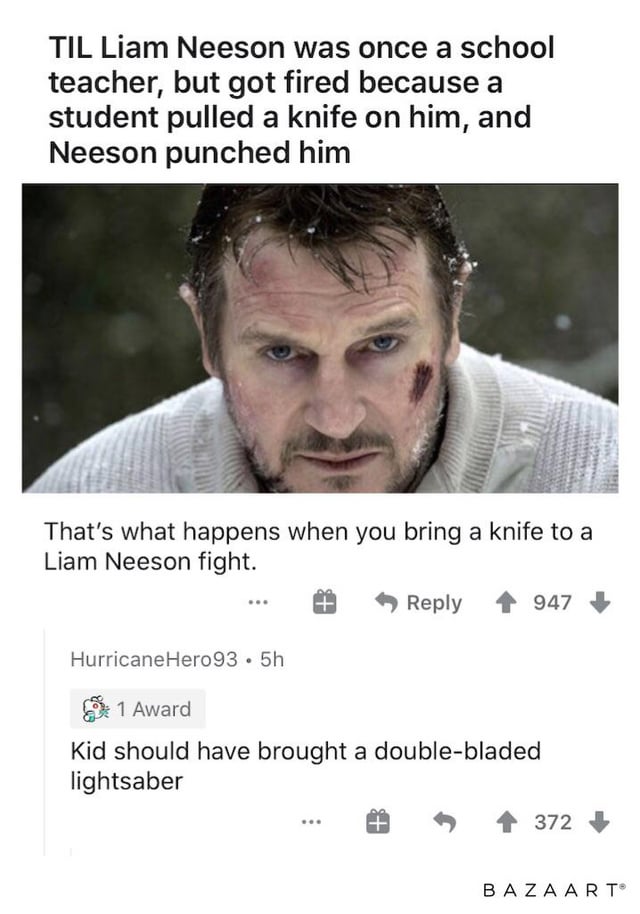 TIL Liam Neeson was once a school
teacher, but got fired because a
student pulled a knife on him, and
Neeson punched him
That's what happens when you bring a knife to a
Liam Neeson fight.
... Reply 947
HurricaneHero93 • 5h
1 Award
Kid should have brought a double-bladed
lightsaber
... 372
BAZAART®